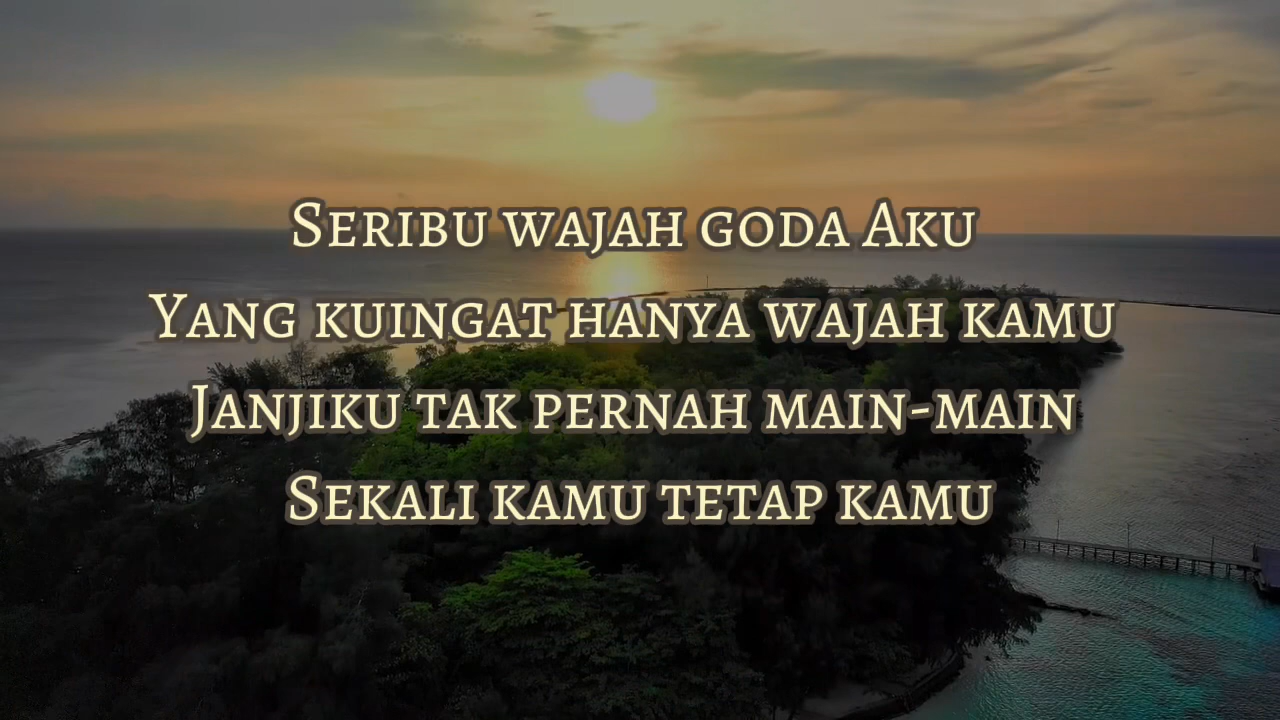 Seribu wajah goda Aku
Yang kuingat hanya wajah kamu
Janjiku tak pernah main-main
Sekali kamu tetap kamu